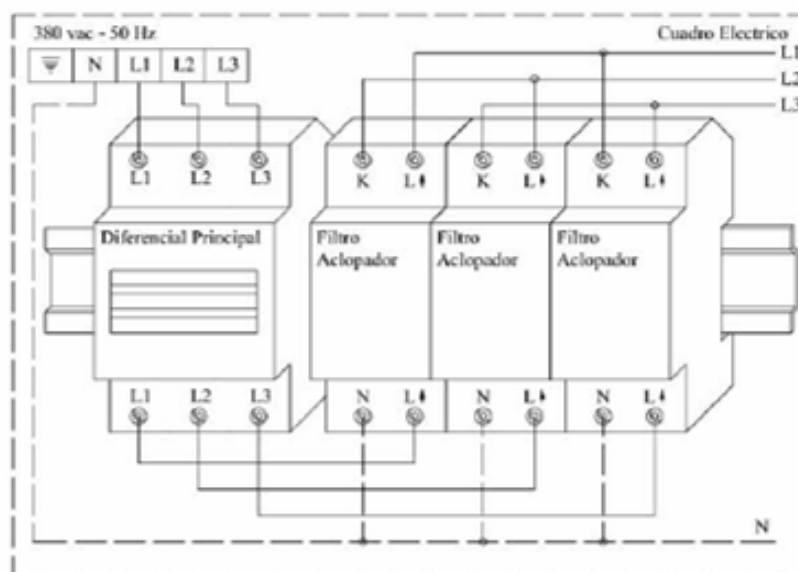 380 vac - 50 Hz
Cuadro Electrico
N L1 L2 L3
L1
L2
L3
L1 L2 L3
K L K L K L
Diferencial Principal
Filtro Aclopador
Filtro Aclopador
Filtro Aclopador
L1 L2 L3
N L N L N L
N